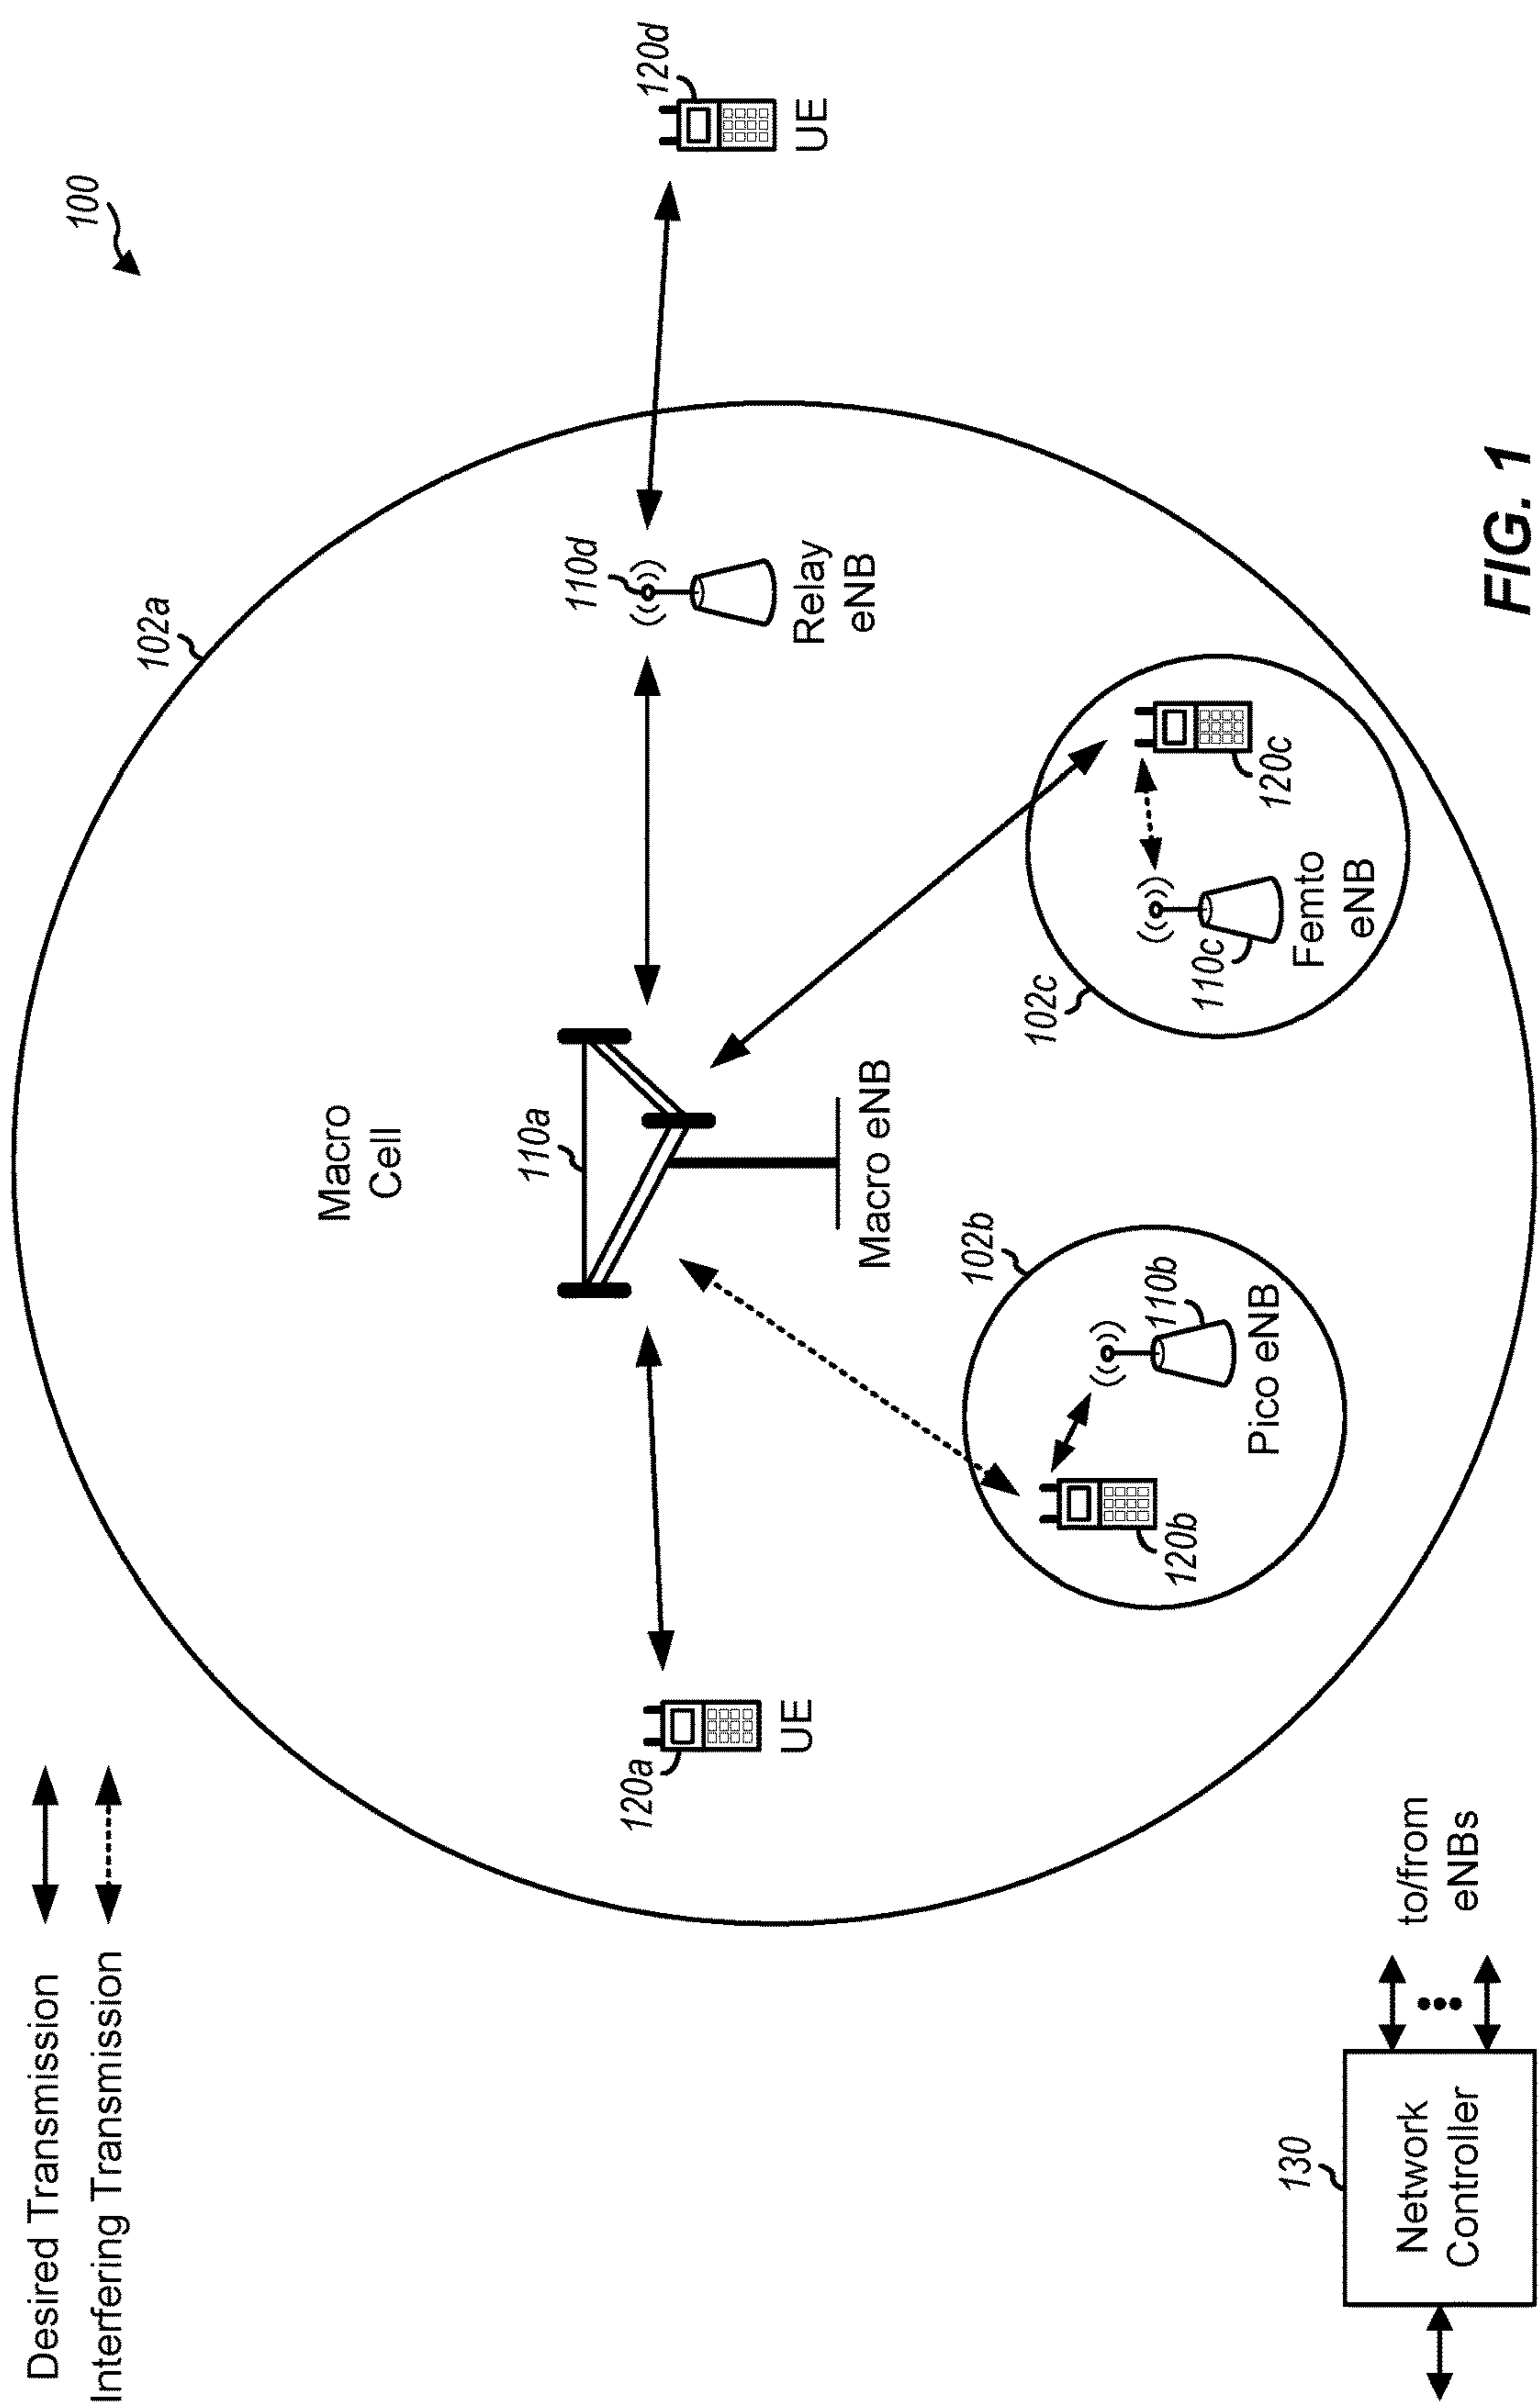 Desired Transmission
Interfering Transmission
100
102a
Macro
Cell
110a
120a
UE
Macro eNB
110d
Relay
eNB
120d
UE
102b
120b
110b
Pico eNB
102c
110c
Femto
eNB
120c
130
Network
Controller
to/from
eNBs
FIG. 1